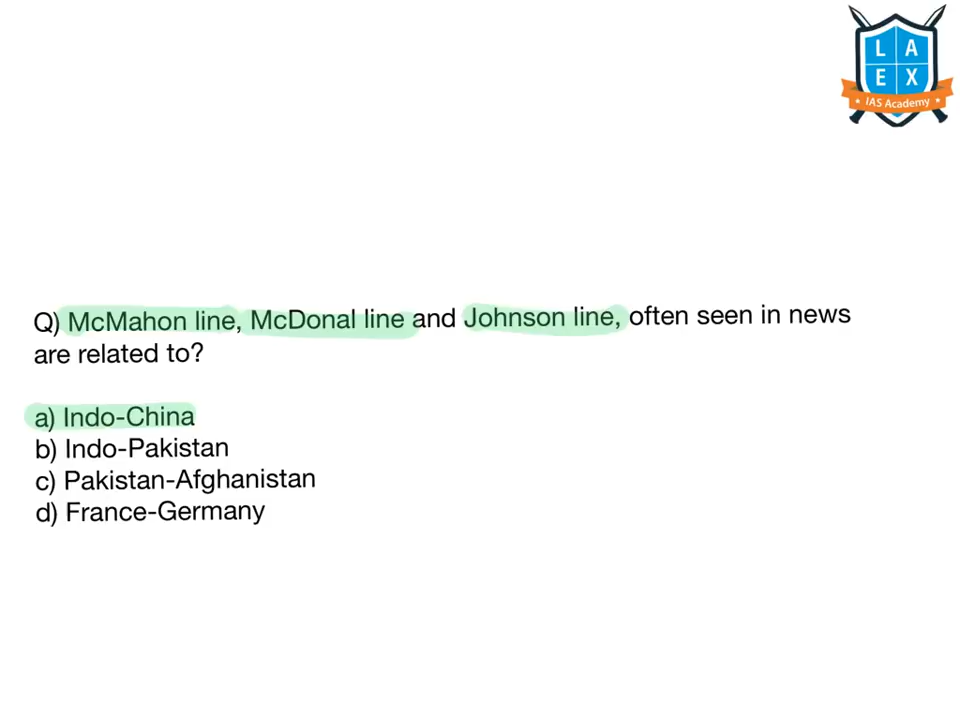 L A
E X
IAS Academy
Q) McMahon line, McDonal line and Johnson line, often seen in news
are related to?
a) Indo-China
b) Indo-Pakistan
c) Pakistan-Afghanistan
d) France-Germany